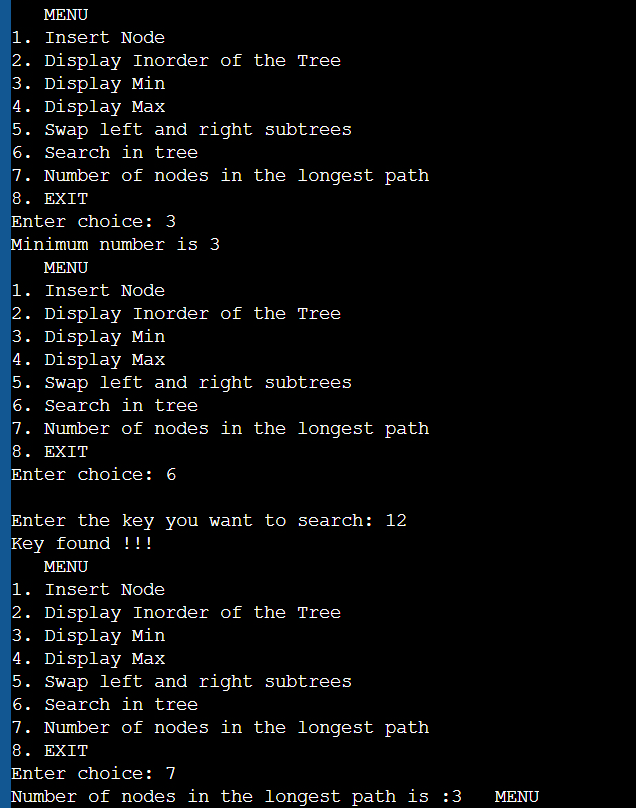 MENU
1. Insert Node
2. Display Inorder of the Tree
3. Display Min
4. Display Max
5. Swap left and right subtrees
6. Search in tree
7. Number of nodes in the longest path
8. EXIT
Enter choice: 3
Minimum number is 3
MENU
1. Insert Node
2. Display Inorder of the Tree
3. Display Min
4. Display Max
5. Swap left and right subtrees
6. Search in tree
7. Number of nodes in the longest path
8. EXIT
Enter choice: 6
Enter the key you want to search: 12
Key found !!!
MENU
1. Insert Node
2. Display Inorder of the Tree
3. Display Min
4. Display Max
5. Swap left and right subtrees
6. Search in tree
7. Number of nodes in the longest path
8. EXIT
Enter choice: 7
Number of nodes in the longest path is :3   MENU